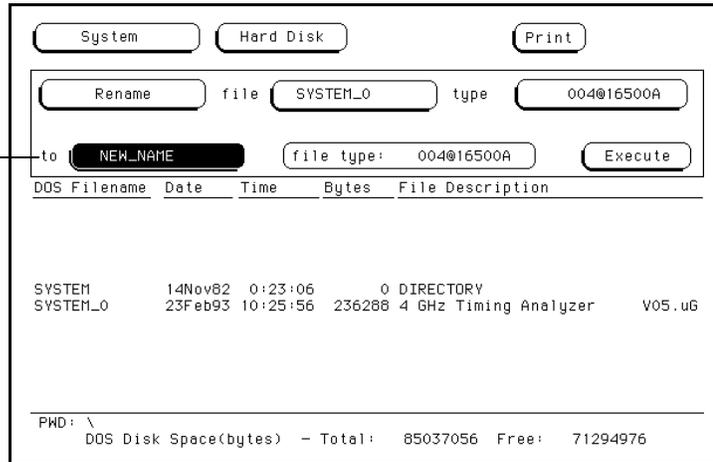 System Hard Disk Print
Rename file SYSTEM_0 type 004@16500A
to NEW_NAME file type: 004@16500A Execute
DOS Filename Date Time Bytes File Description
SYSTEM 14Nov82 0:23:06 0 DIRECTORY
SYSTEM_0 23Feb93 10:25:56 236288 4 GHz Timing Analyzer V05.uG
PWD: \
DOS Disk Space(bytes) - Total: 85037056 Free: 71294976